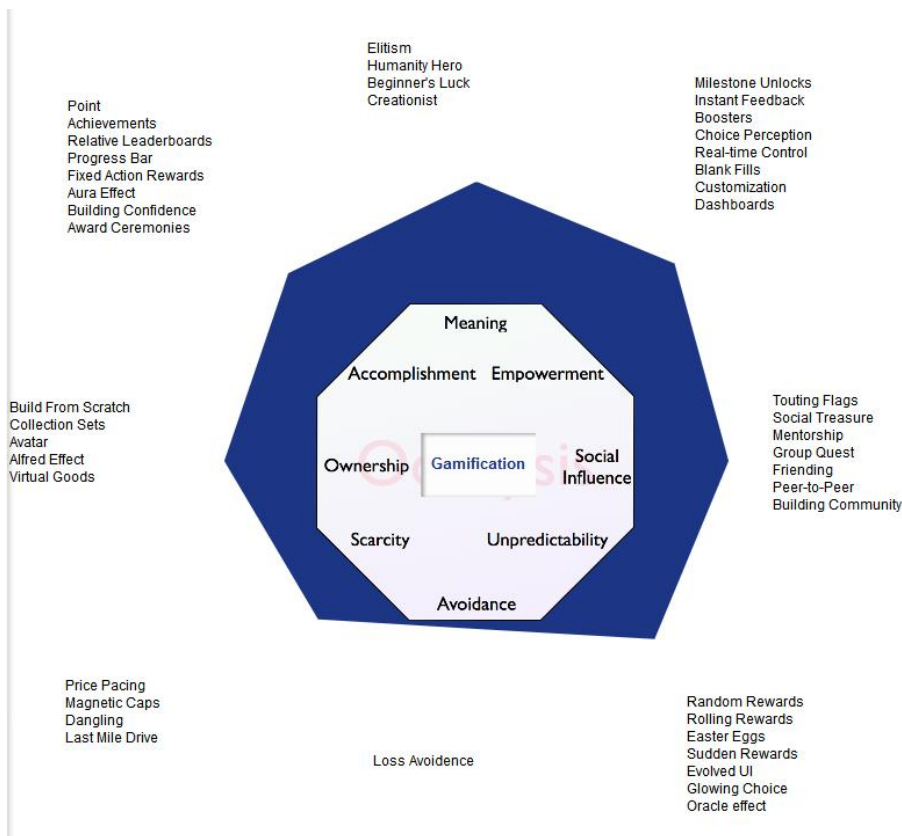 Elitism
Humanity Hero
Beginner's Luck
Creationist
Point
Achievements
Relative Leaderboards
Progress Bar
Fixed Action Rewards
Aura Effect
Building Confidence
Award Ceremonies
Milestone Unlocks
Instant Feedback
Boosters
Choice Perception
Real-time Control
Blank Fills
Customization
Dashboards
Meaning
Accomplishment
Empowerment
Build From Scratch
Collection Sets
Avatar
Alfred Effect
Virtual Goods
Ownership
Gamification
Social
Influence
Touting Flags
Social Treasure
Mentorship
Group Quest
Friending
Peer-to-Peer
Building Community
Scarcity
Unpredictability
Avoidance
Price Pacing
Magnetic Caps
Dangling
Last Mile Drive
Loss Avoidence
Random Rewards
Rolling Rewards
Easter Eggs
Sudden Rewards
Evolved UI
Glowing Choice
Oracle effect